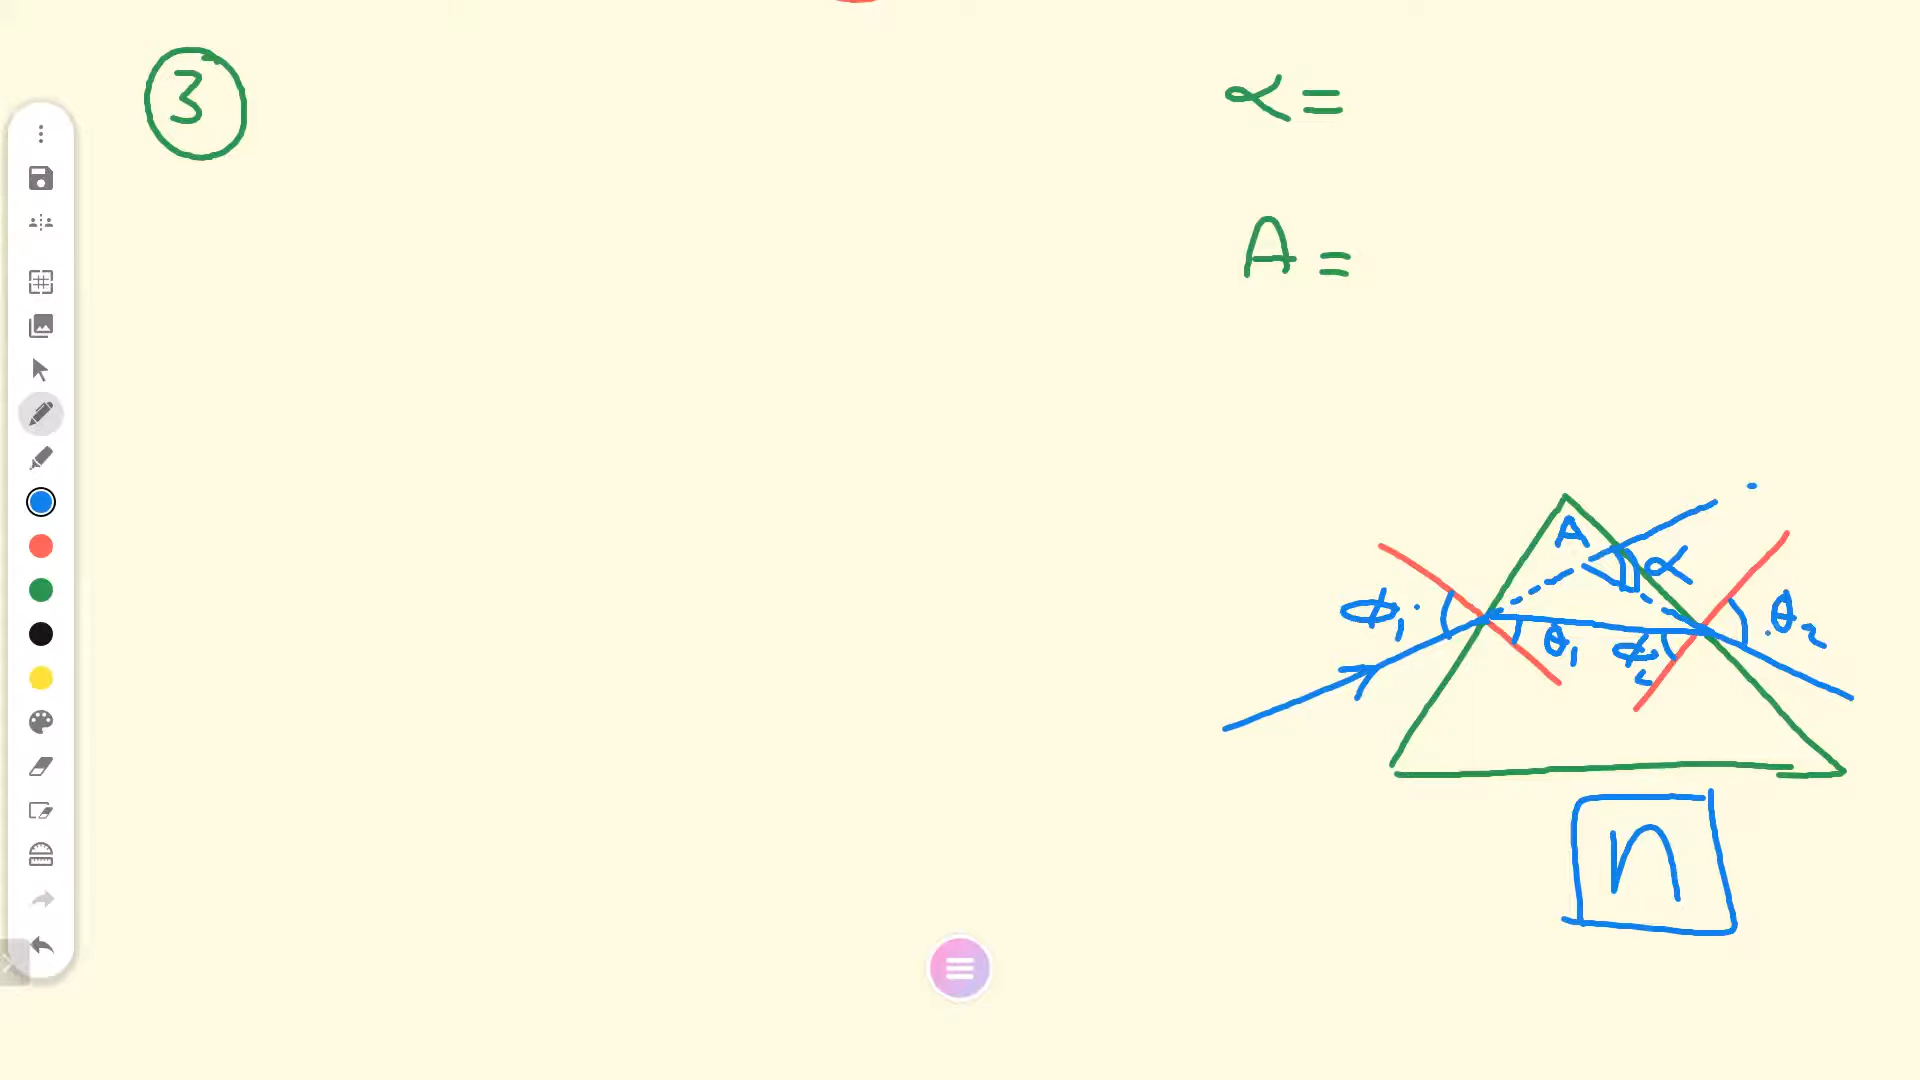 3
α =
A =
A
α
ϕ₁
θ₁
ϕ₂
θ₂
n